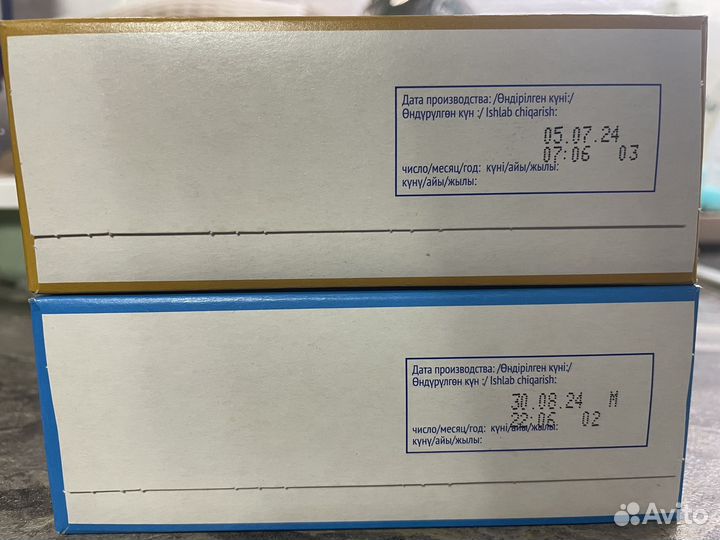 Дата производства: /Өндірілген күні:/
Өндүрүлгөн күн :/ Ishlab chiqarish:
05.07.24
07:06 03
число/месяц/год: күні/айы/жылы:
күнү/айы/жылы:
Дата производства: /Өндірілген күні:/
Өндүрүлгөн күн :/ Ishlab chiqarish:
30.08.24 M
22:06 02
число/месяц/год: күні/айы/жылы:
күнү/айы/жылы:
Avito